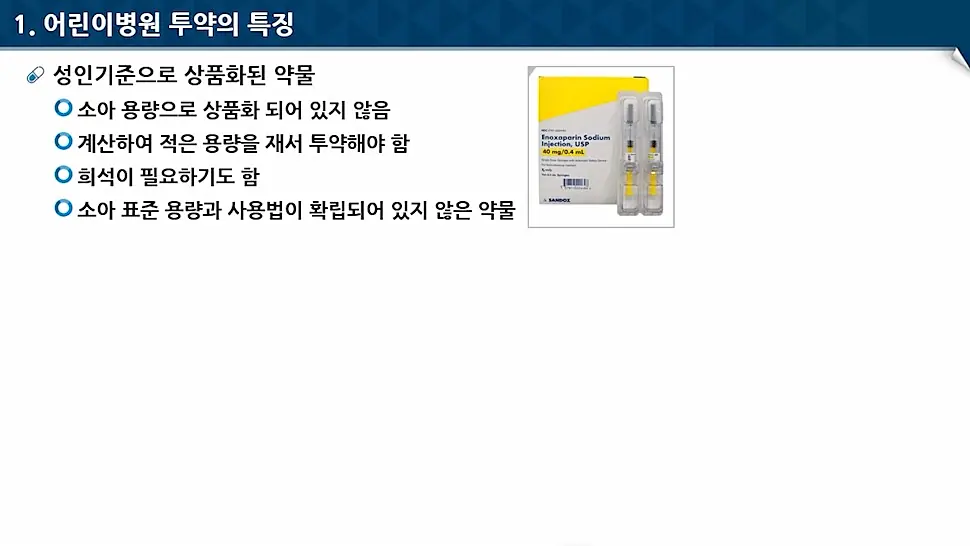 1. 어린이병원 투약의 특징
성인기준으로 상품화된 약물
소아 용량으로 상품화 되어 있지 않음
계산하여 적은 용량을 재서 투약해야 함
희석이 필요하기도 함
소아 표준 용량과 사용법이 확립되어 있지 않은 약물
Enoxaparin Sodium
Injection, USP
40 mg/0.4 mL
SANDOZ